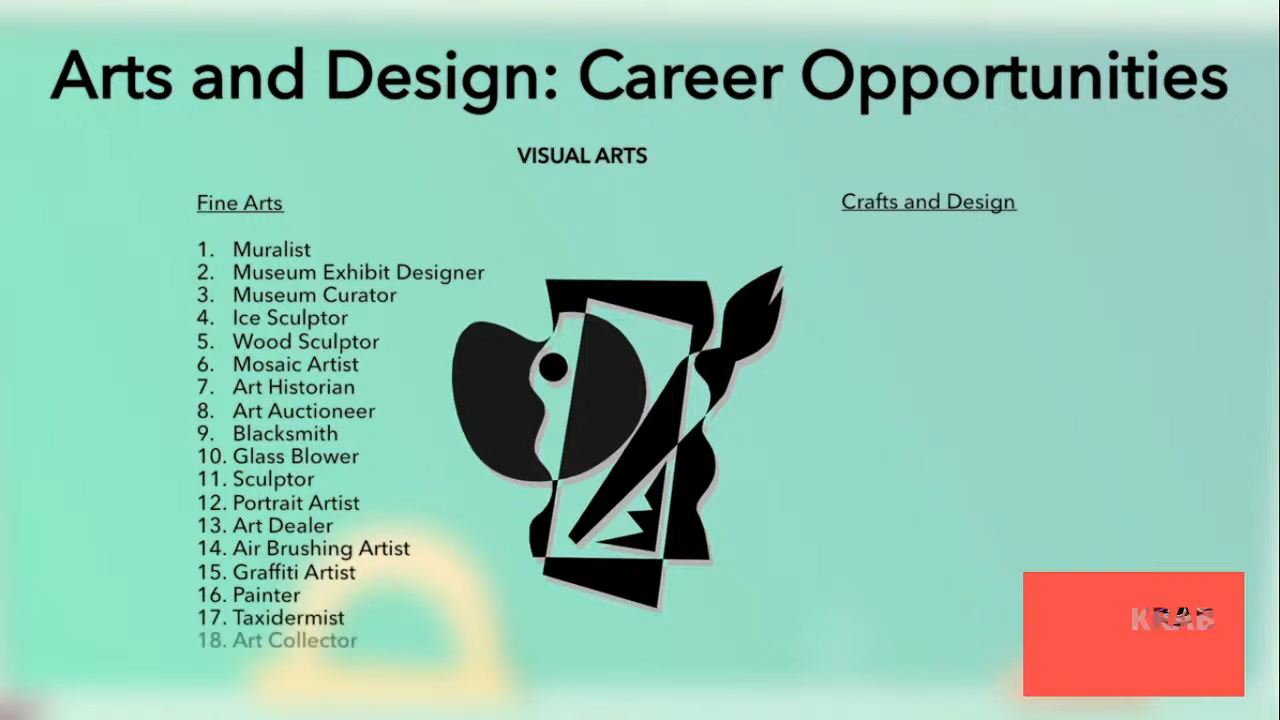 Arts and Design: Career Opportunities
VISUAL ARTS
Fine Arts
1. Muralist
2. Museum Exhibit Designer
3. Museum Curator
4. Ice Sculptor
5. Wood Sculptor
6. Mosaic Artist
7. Art Historian
8. Art Auctioneer
9. Blacksmith
10. Glass Blower
11. Sculptor
12. Portrait Artist
13. Art Dealer
14. Air Brushing Artist
15. Graffiti Artist
16. Painter
17. Taxidermist
18. Art Collector
Crafts and Design